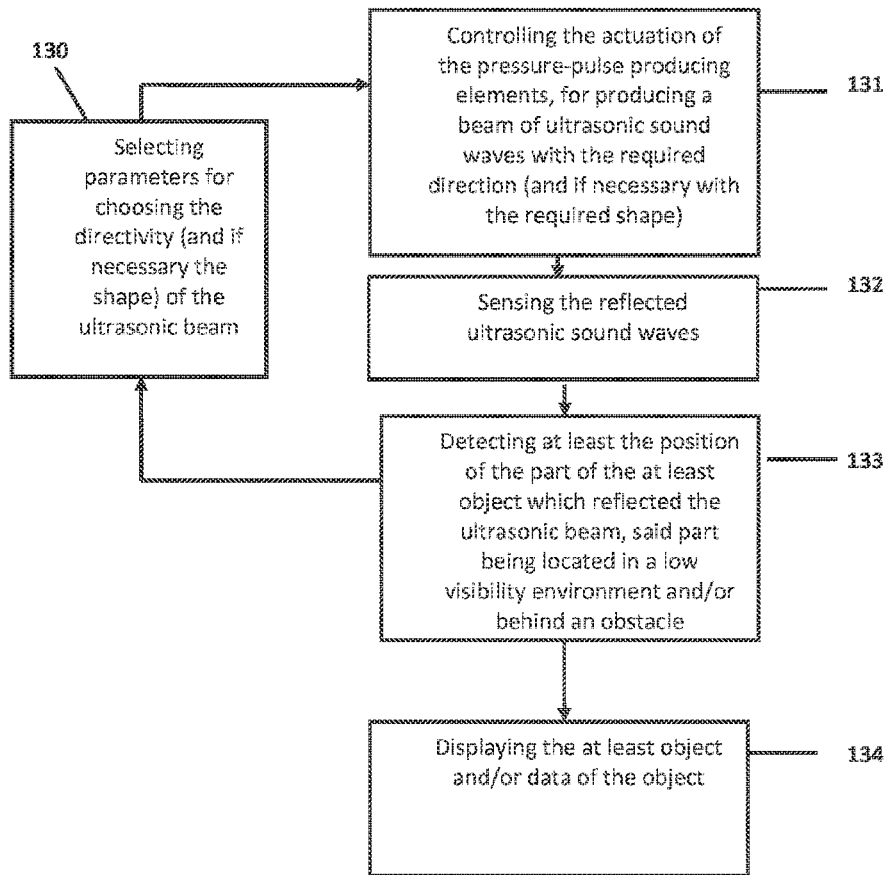 130
Selecting
parameters for
choosing the
directivity (and if
necessary the
shape) of the
ultrasonic beam
Controlling the actuation of
the pressure-pulse producing
elements, for producing a
beam of ultrasonic sound
waves with the required
direction (and if necessary with
the required shape)
131
Sensing the reflected
ultrasonic sound waves
132
Detecting at least the position
of the part of the at least
object which reflected the
ultrasonic beam, said part
being located in a low
visibility environment and/or
behind an obstacle
133
Displaying the at least object
and/or data of the object
134